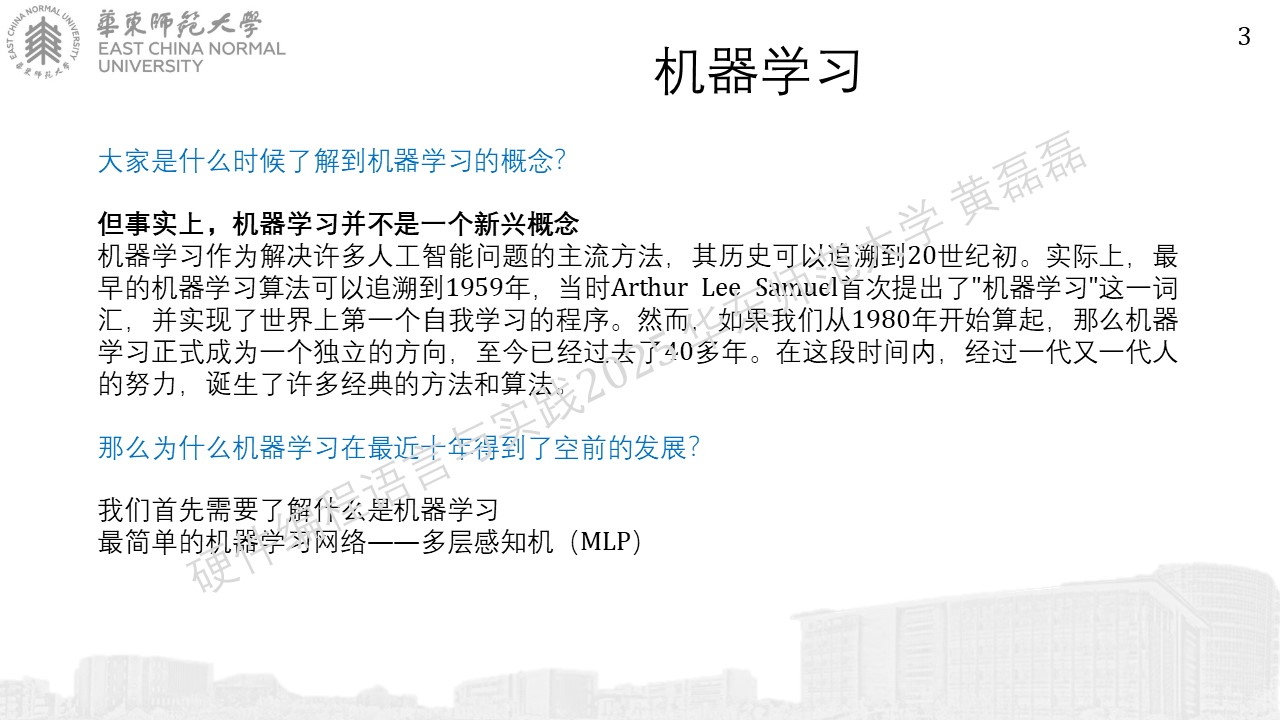 華東師範大學
EAST CHINA NORMAL
UNIVERSITY
EAST CHINA NORMAL UNIVERSITY
華東师范大学
3
机器学习
大家是什么时候了解到机器学习的概念?
但事实上，机器学习并不是一个新兴概念
机器学习作为解决许多人工智能问题的主流方法，其历史可以追溯到20世纪初。实际上，最
早的机器学习算法可以追溯到1959年，当时Arthur Lee Samuel首次提出了"机器学习"这一词
汇，并实现了世界上第一个自我学习的程序。然而，如果我们从1980年开始算起，那么机器
学习正式成为一个独立的方向，至今已经过去了40多年。在这段时间内，经过一代又一代人
的努力，诞生了许多经典的方法和算法。
那么为什么机器学习在最近十年得到了空前的发展?
我们首先需要了解什么是机器学习
最简单的机器学习网络——多层感知机（MLP）
硬件编程语言与实践2025 华东师范大学 黄磊磊